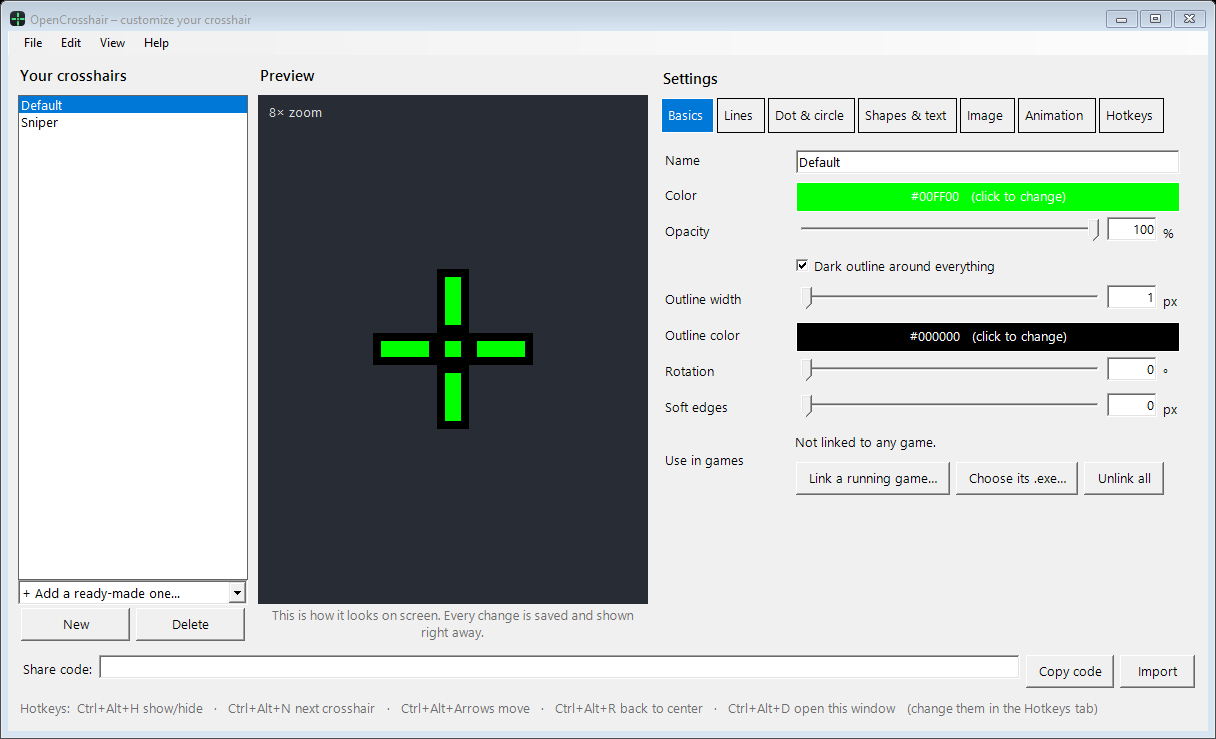 OpenCrosshair – customize your crosshair
File Edit View Help
Your crosshairs
Default
Sniper
+ Add a ready-made one...
New Delete
Preview
8× zoom
This is how it looks on screen. Every change is saved and shown
right away.
Settings
Basics Lines Dot & circle Shapes & text Image Animation Hotkeys
Name Default
Color #00FF00 (click to change)
Opacity 100 %
Dark outline around everything
Outline width 1 px
Outline color #000000 (click to change)
Rotation 0 °
Soft edges 0 px
Use in games Not linked to any game.
Link a running game... Choose its .exe... Unlink all
Share code: Copy code Import
Hotkeys: Ctrl+Alt+H show/hide · Ctrl+Alt+N next crosshair · Ctrl+Alt+Arrows move · Ctrl+Alt+R back to center · Ctrl+Alt+D open this window (change them in the Hotkeys tab)